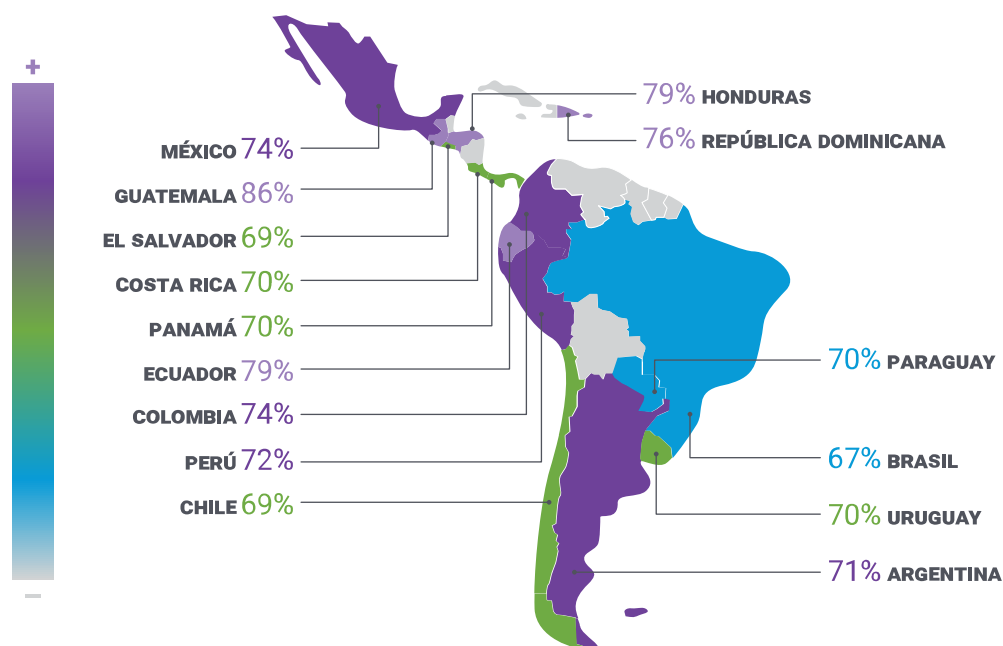 +
79% HONDURAS
76% REPÚBLICA DOMINICANA
MÉXICO 74%
GUATEMALA 86%
EL SALVADOR 69%
COSTA RICA 70%
PANAMÁ 70%
ECUADOR 79%
COLOMBIA 74%
PERÚ 72%
CHILE 69%
70% PARAGUAY
67% BRASIL
70% URUGUAY
71% ARGENTINA
−